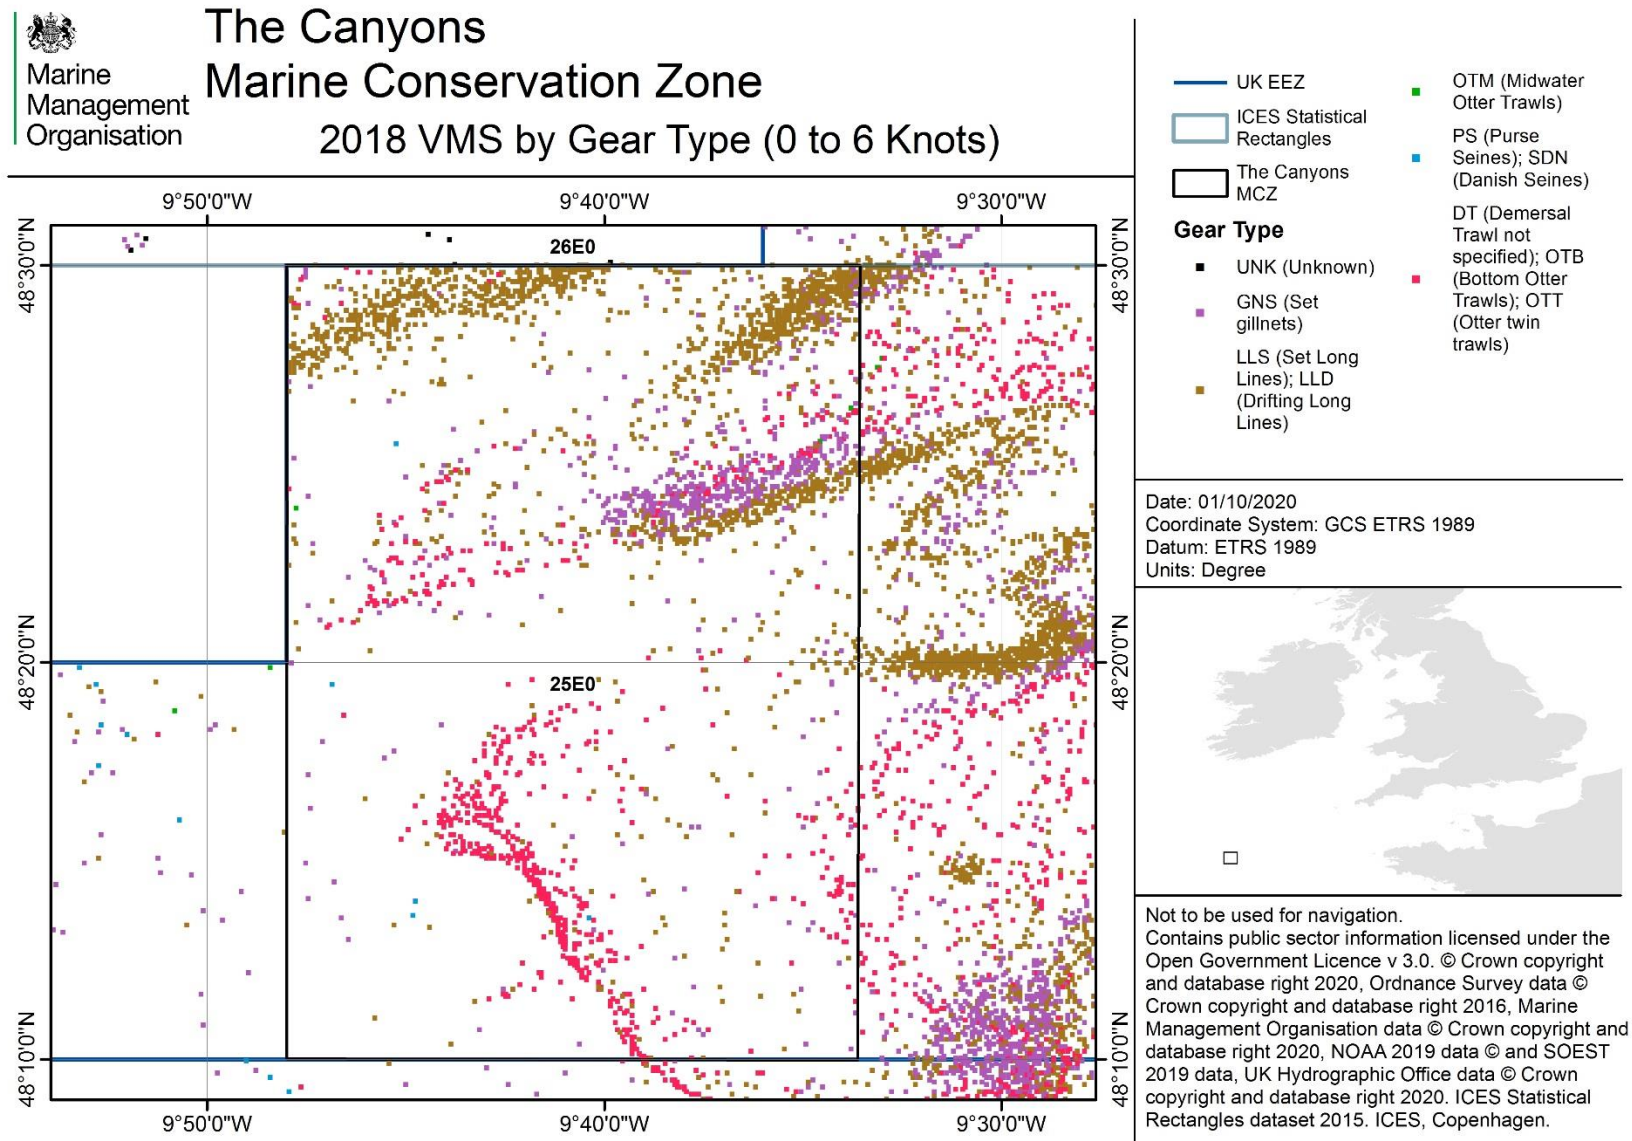 Marine
Management
Organisation
The Canyons
Marine Conservation Zone
2018 VMS by Gear Type (0 to 6 Knots)
9°50'0"W
9°40'0"W
9°30'0"W
48°30'0"N
48°20'0"N
48°10'0"N
26E0
25E0
48°30'0"N
48°20'0"N
48°10'0"N
9°50'0"W
9°40'0"W
9°30'0"W
UK EEZ
ICES Statistical
Rectangles
The Canyons
MCZ
Gear Type
UNK (Unknown)
GNS (Set
gillnets)
LLS (Set Long
Lines); LLD
(Drifting Long
Lines)
OTM (Midwater
Otter Trawls)
PS (Purse
Seines); SDN
(Danish Seines)
DT (Demersal
Trawl not
specified); OTB
(Bottom Otter
Trawls); OTT
(Otter twin
trawls)
Date: 01/10/2020
Coordinate System: GCS ETRS 1989
Datum: ETRS 1989
Units: Degree
Not to be used for navigation.
Contains public sector information licensed under the
Open Government Licence v 3.0. © Crown copyright
and database right 2020, Ordnance Survey data ©
Crown copyright and database right 2016, Marine
Management Organisation data © Crown copyright and
database right 2020, NOAA 2019 data © and SOEST
2019 data, UK Hydrographic Office data © Crown
copyright and database right 2020. ICES Statistical
Rectangles dataset 2015. ICES, Copenhagen.